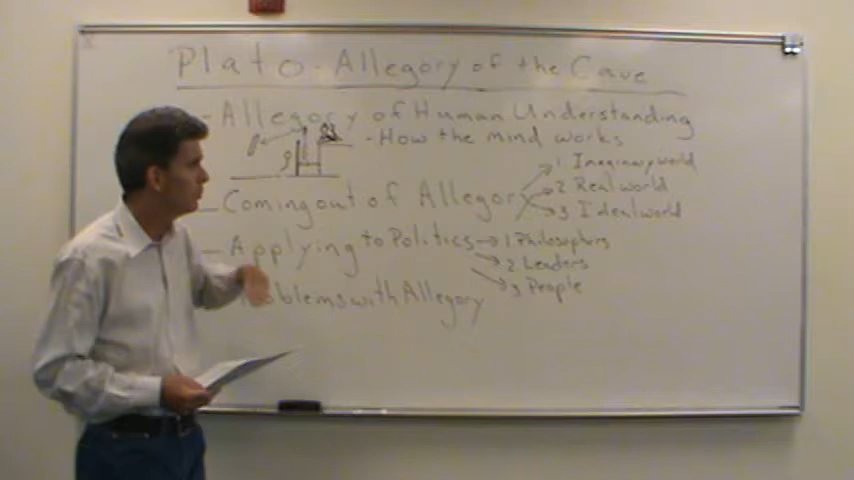 Plato - Allegory of the Cave
- Allegory of Human Understanding
- How the mind works
- Coming out of Allegory
1 Imaginary world
2 Real world
3 Ideal world
- Applying to Politics
1. Philosophers
2 Leaders
3 People
Problems with Allegory